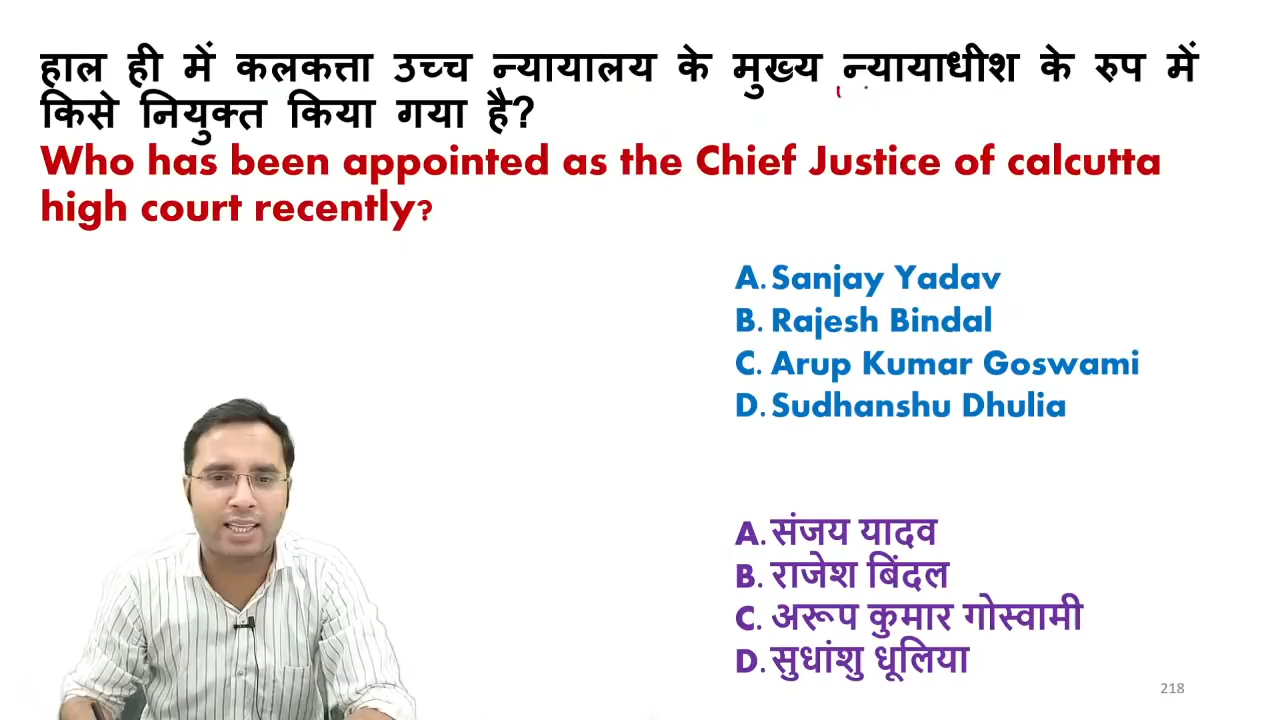 हाल ही में कलकत्ता उच्च न्यायालय के मुख्य न्यायाधीश के रुप में
किसे नियुक्त किया गया है?
Who has been appointed as the Chief Justice of calcutta
high court recently?
A. Sanjay Yadav
B. Rajesh Bindal
C. Arup Kumar Goswami
D. Sudhanshu Dhulia
A. संजय यादव
B. राजेश बिंदल
C. अरूप कुमार गोस्वामी
D. सुधांशु धूलिया
218